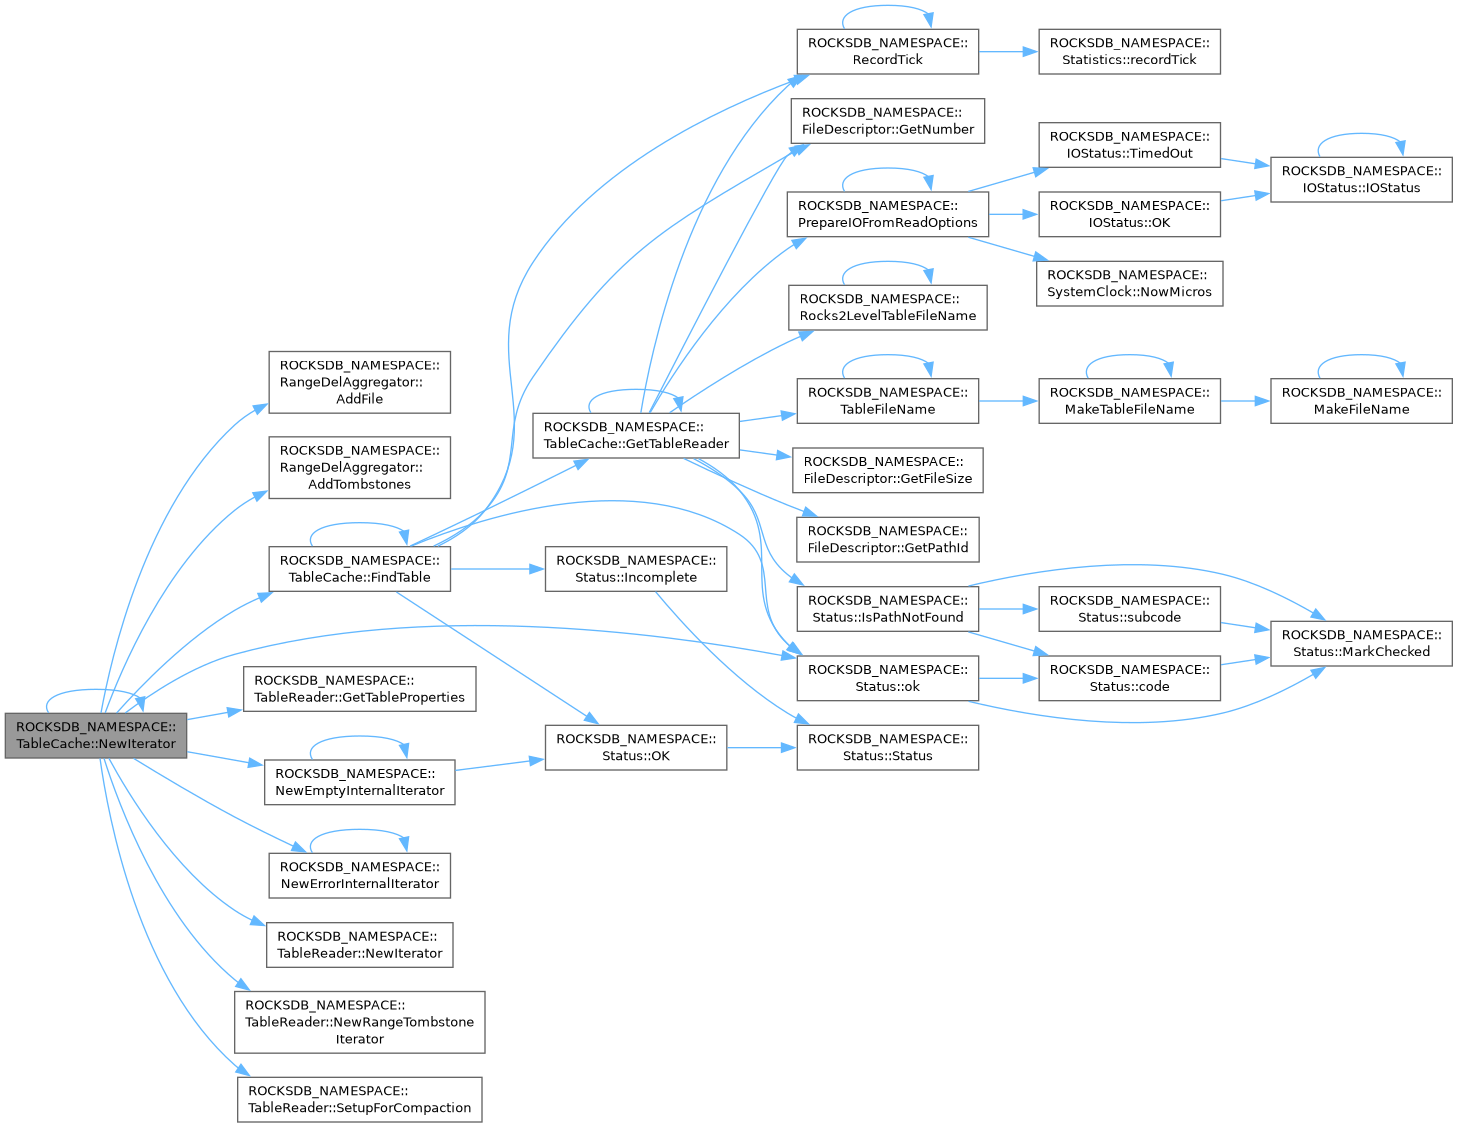 ROCKSDB_NAMESPACE::
TableCache::NewIterator
ROCKSDB_NAMESPACE::
RangeDelAggregator::
AddFile
ROCKSDB_NAMESPACE::
RangeDelAggregator::
AddTombstones
ROCKSDB_NAMESPACE::
TableCache::FindTable
ROCKSDB_NAMESPACE::
TableReader::GetTableProperties
ROCKSDB_NAMESPACE::
NewEmptyInternalIterator
ROCKSDB_NAMESPACE::
NewErrorInternalIterator
ROCKSDB_NAMESPACE::
TableReader::NewIterator
ROCKSDB_NAMESPACE::
TableReader::NewRangeTombstone
Iterator
ROCKSDB_NAMESPACE::
TableReader::SetupForCompaction
ROCKSDB_NAMESPACE::
TableCache::GetTableReader
ROCKSDB_NAMESPACE::
Status::Incomplete
ROCKSDB_NAMESPACE::
Status::OK
ROCKSDB_NAMESPACE::
RecordTick
ROCKSDB_NAMESPACE::
FileDescriptor::GetNumber
ROCKSDB_NAMESPACE::
PrepareIOFromReadOptions
ROCKSDB_NAMESPACE::
Rocks2LevelTableFileName
ROCKSDB_NAMESPACE::
TableFileName
ROCKSDB_NAMESPACE::
FileDescriptor::GetFileSize
ROCKSDB_NAMESPACE::
FileDescriptor::GetPathId
ROCKSDB_NAMESPACE::
Status::IsPathNotFound
ROCKSDB_NAMESPACE::
Status::ok
ROCKSDB_NAMESPACE::
Status::Status
ROCKSDB_NAMESPACE::
Statistics::recordTick
ROCKSDB_NAMESPACE::
IOStatus::TimedOut
ROCKSDB_NAMESPACE::
IOStatus::OK
ROCKSDB_NAMESPACE::
SystemClock::NowMicros
ROCKSDB_NAMESPACE::
MakeTableFileName
ROCKSDB_NAMESPACE::
Status::subcode
ROCKSDB_NAMESPACE::
Status::code
ROCKSDB_NAMESPACE::
IOStatus::IOStatus
ROCKSDB_NAMESPACE::
MakeFileName
ROCKSDB_NAMESPACE::
Status::MarkChecked